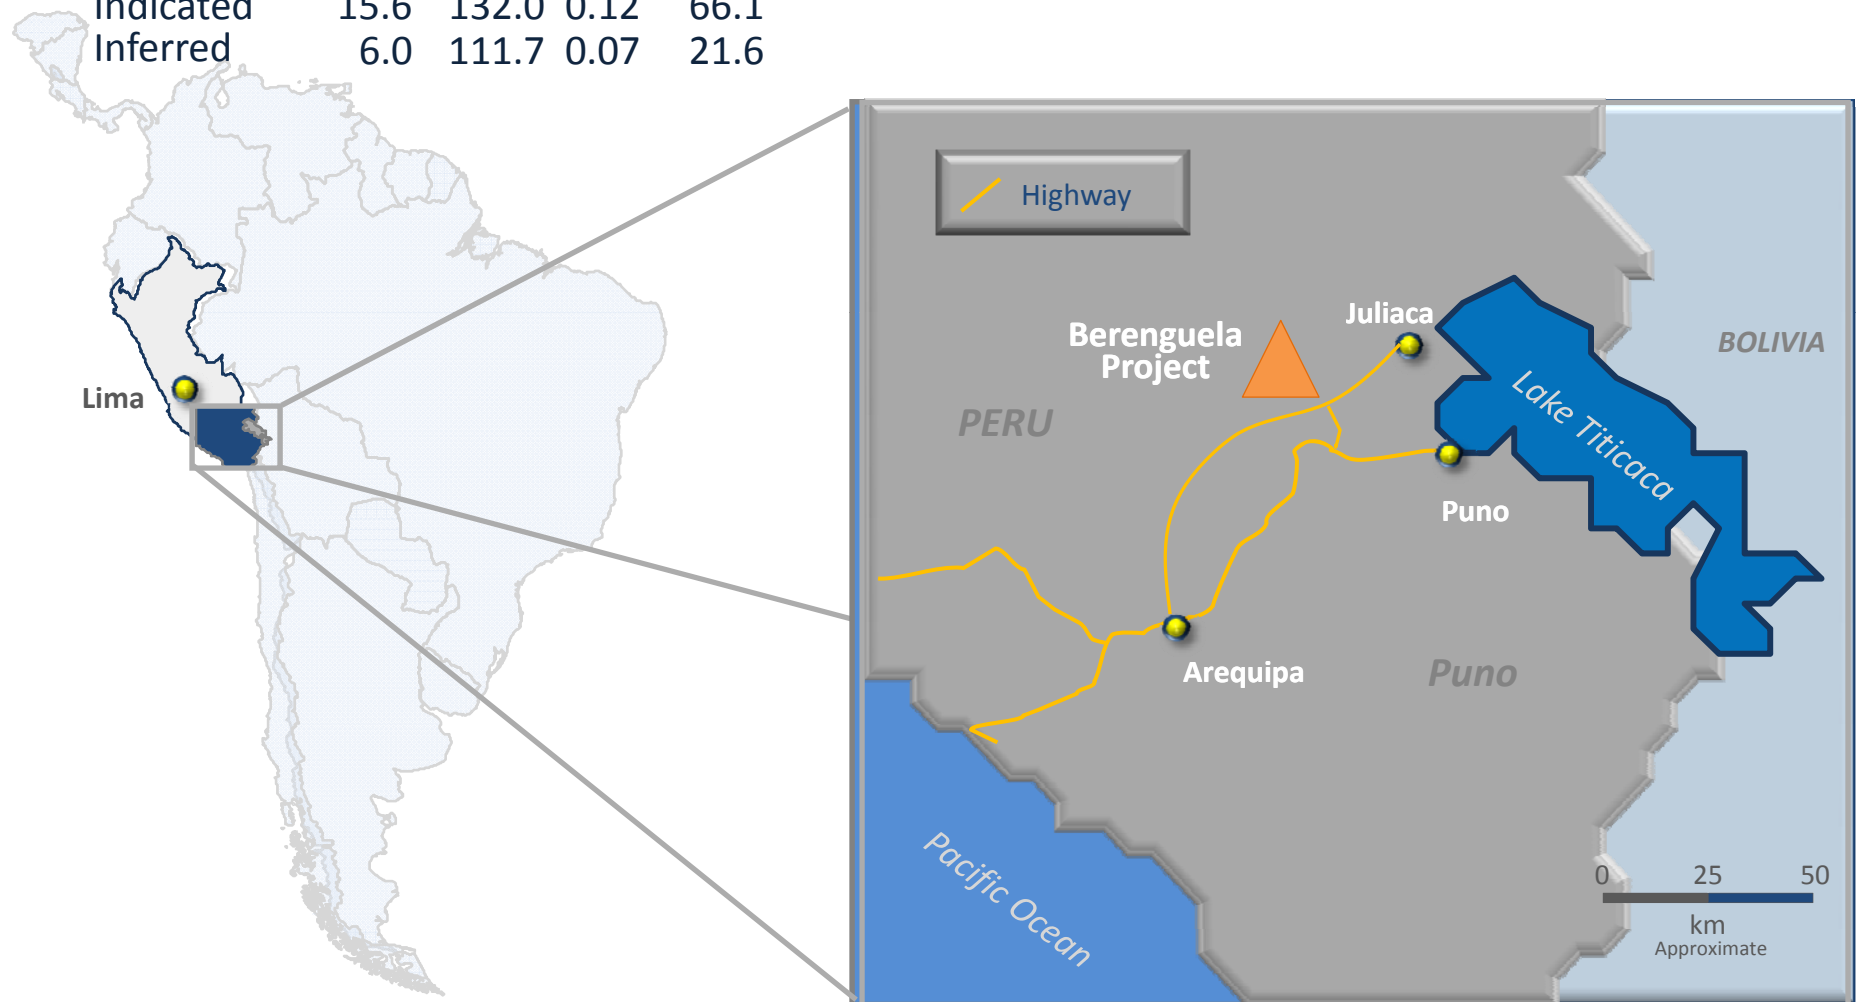 Indicated 15.6 132.0 0.12 66.1
Inferred 6.0 111.7 0.07 21.6
Highway
Juliaca
Berenguela
Project
BOLIVIA
Lake Titicaca
Lima
PERU
Puno
Arequipa
Puno
Pacific Ocean
0 25 50
km
Approximate